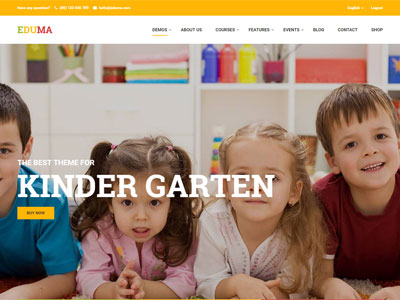 Have any question? (00) 123 456 789 hello@eduma.com English Logout
EDUMA DEMOS ABOUT US COURSES FEATURES EVENTS BLOG CONTACT SHOP
THE BEST THEME FOR
KINDER GARTEN
BUY NOW